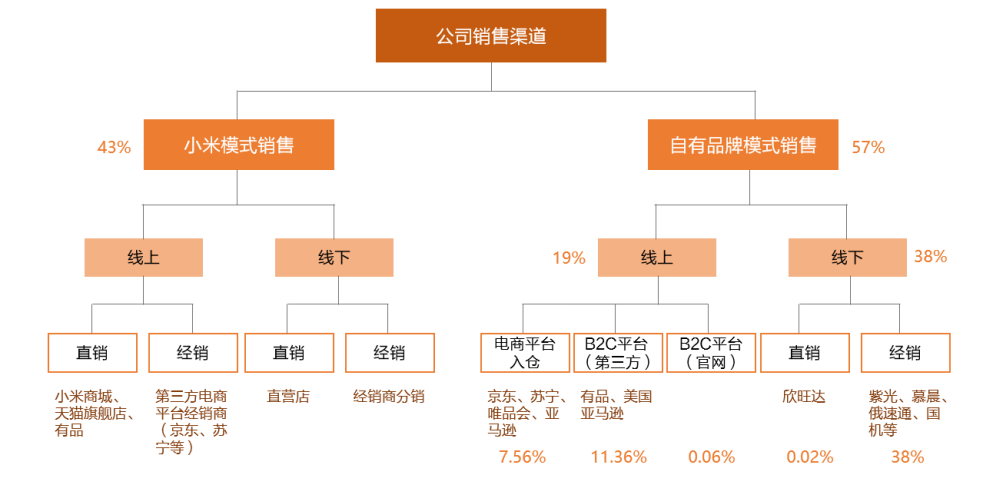 公司销售渠道
43%
小米模式销售
自有品牌模式销售
57%
线上
线下
19%
线上
线下
38%
直销
经销
直销
经销
电商平台
入仓
B2C平台
（第三方）
B2C平台
（官网）
直销
经销
小米商城、
天猫旗舰店、
有品
第三方电商
平台经销商
（京东、苏
宁等）
直营店
经销商分销
京东、苏宁、
唯品会、亚
马逊
有品、美国
亚马逊
欣旺达
紫光、慕晨、
俄速通、国
机等
7.56%
11.36%
0.06%
0.02%
38%